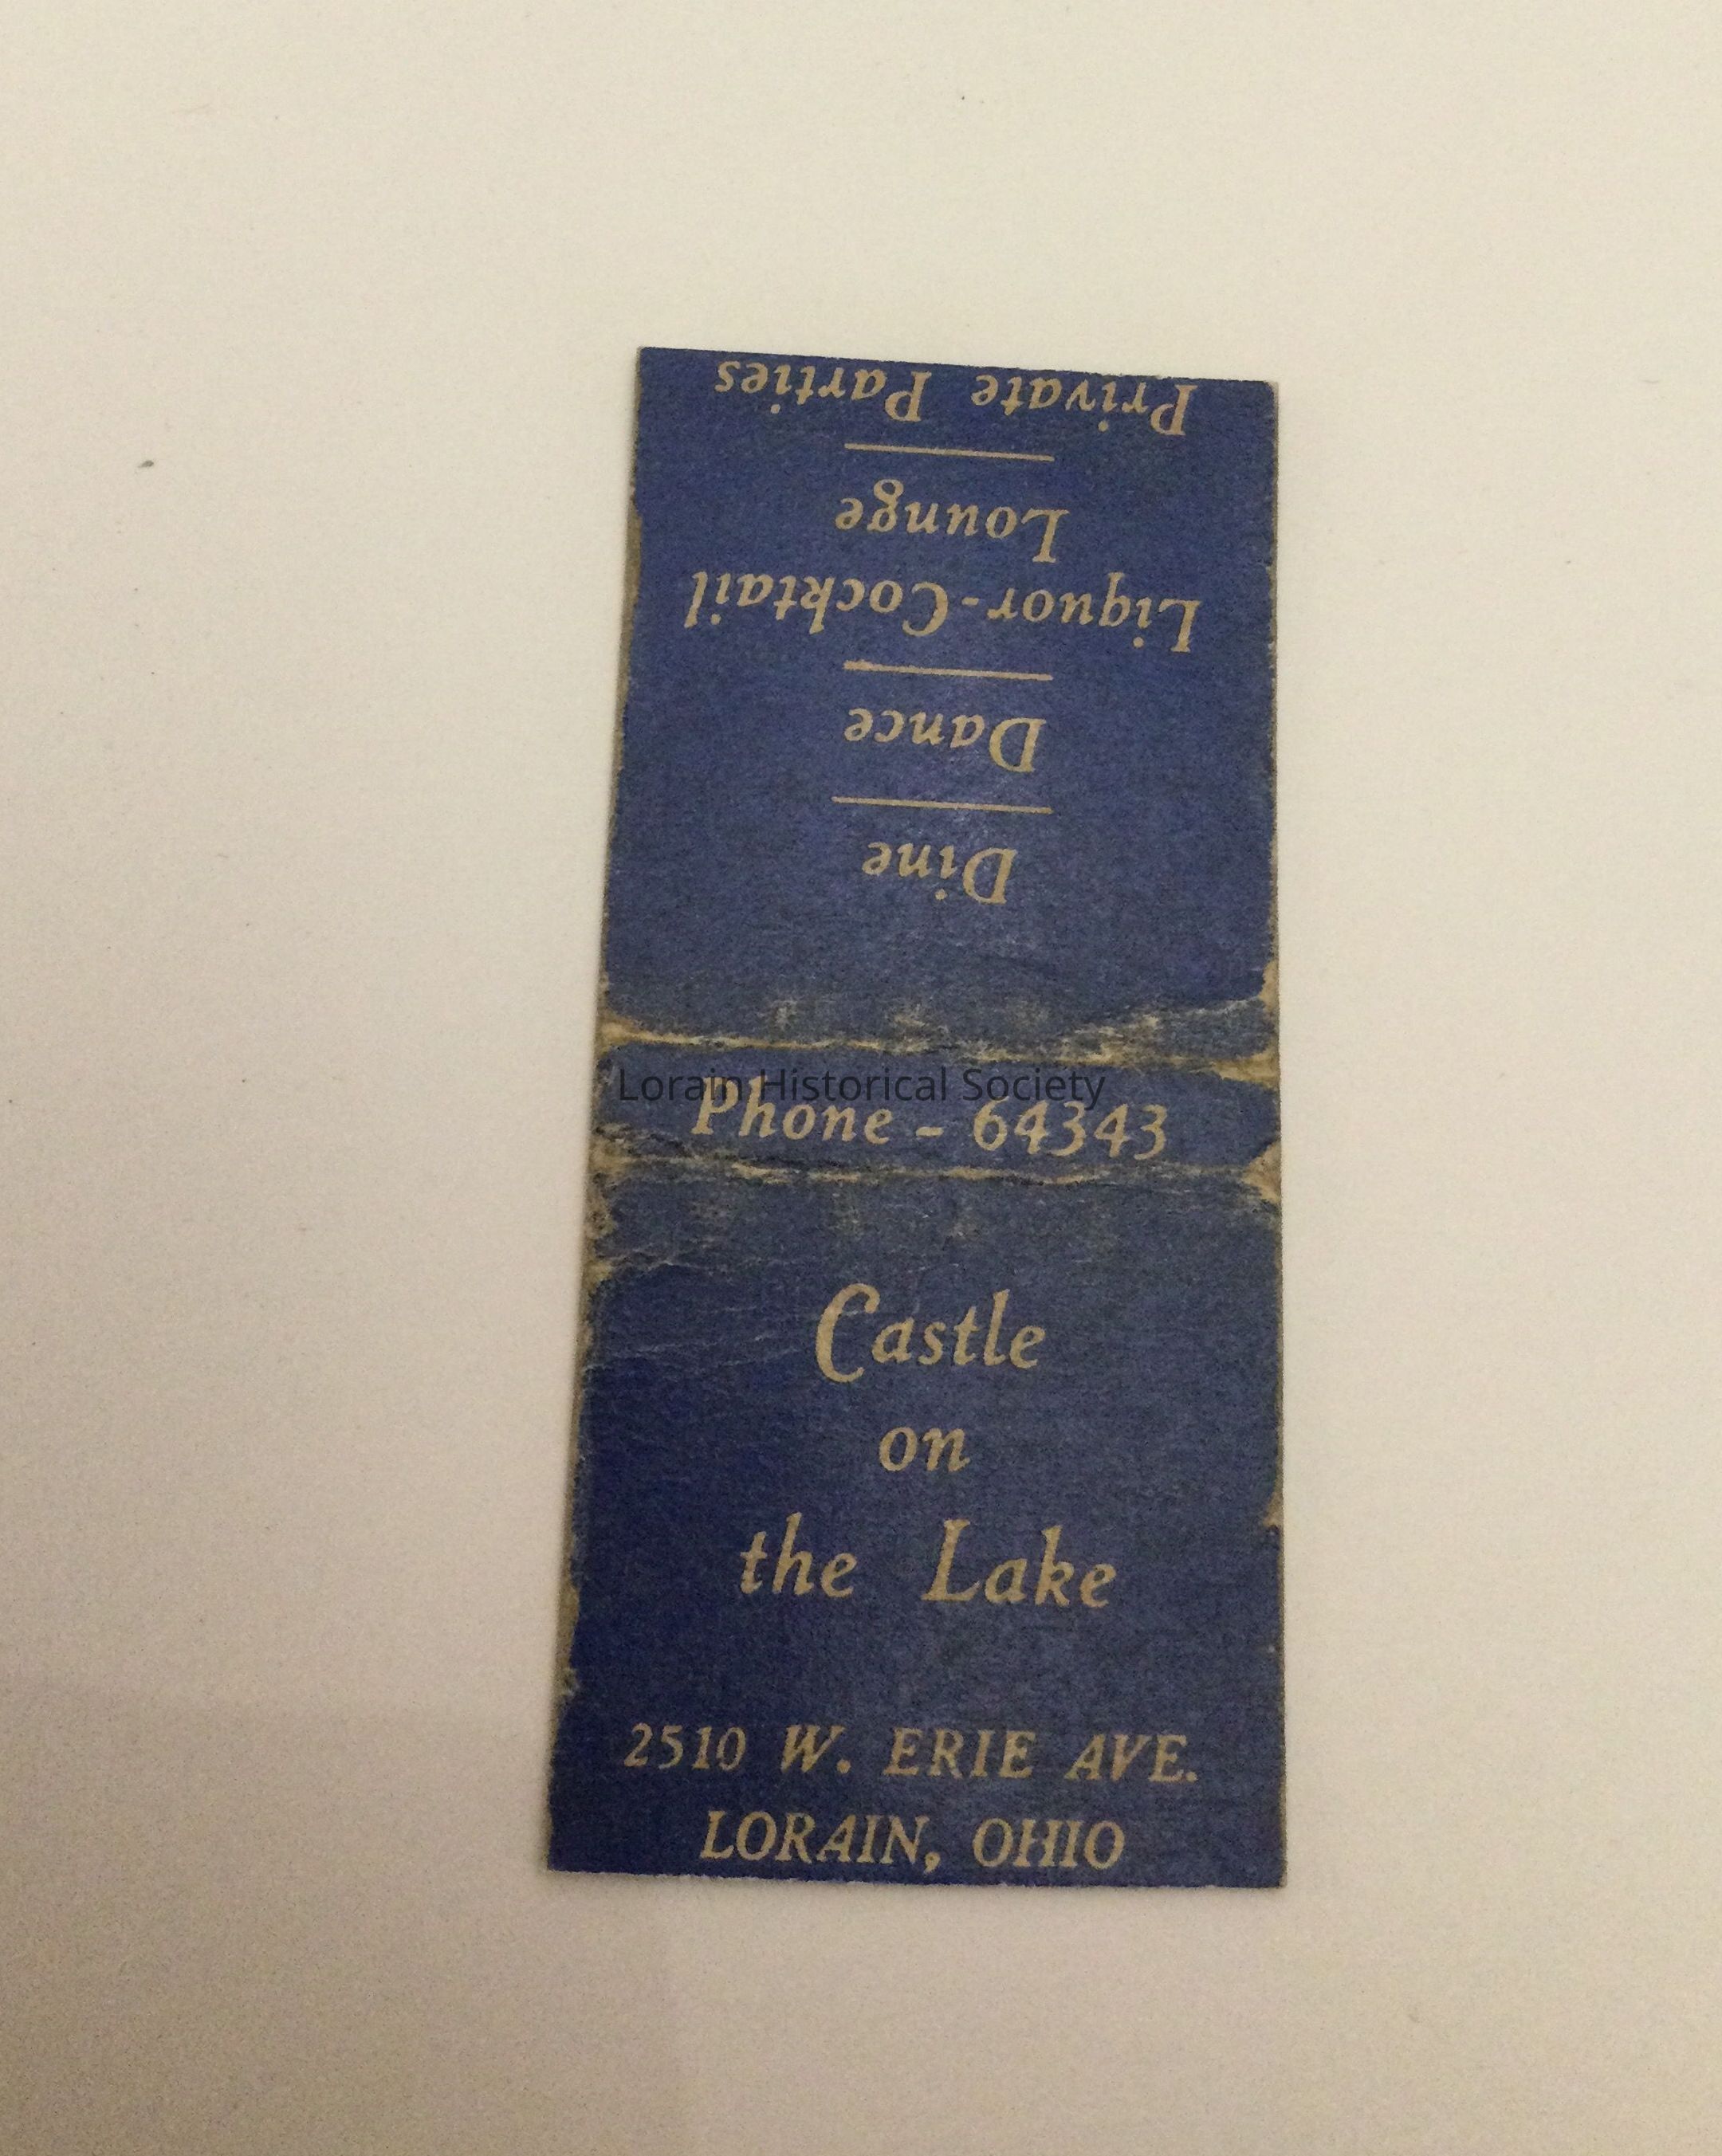 Dine
Dance
Liquor-Cocktail
Lounge
Private Parties
Lorain Historical Society
Phone - 64343
Castle
on
the Lake
2510 W. ERIE AVE.
LORAIN, OHIO